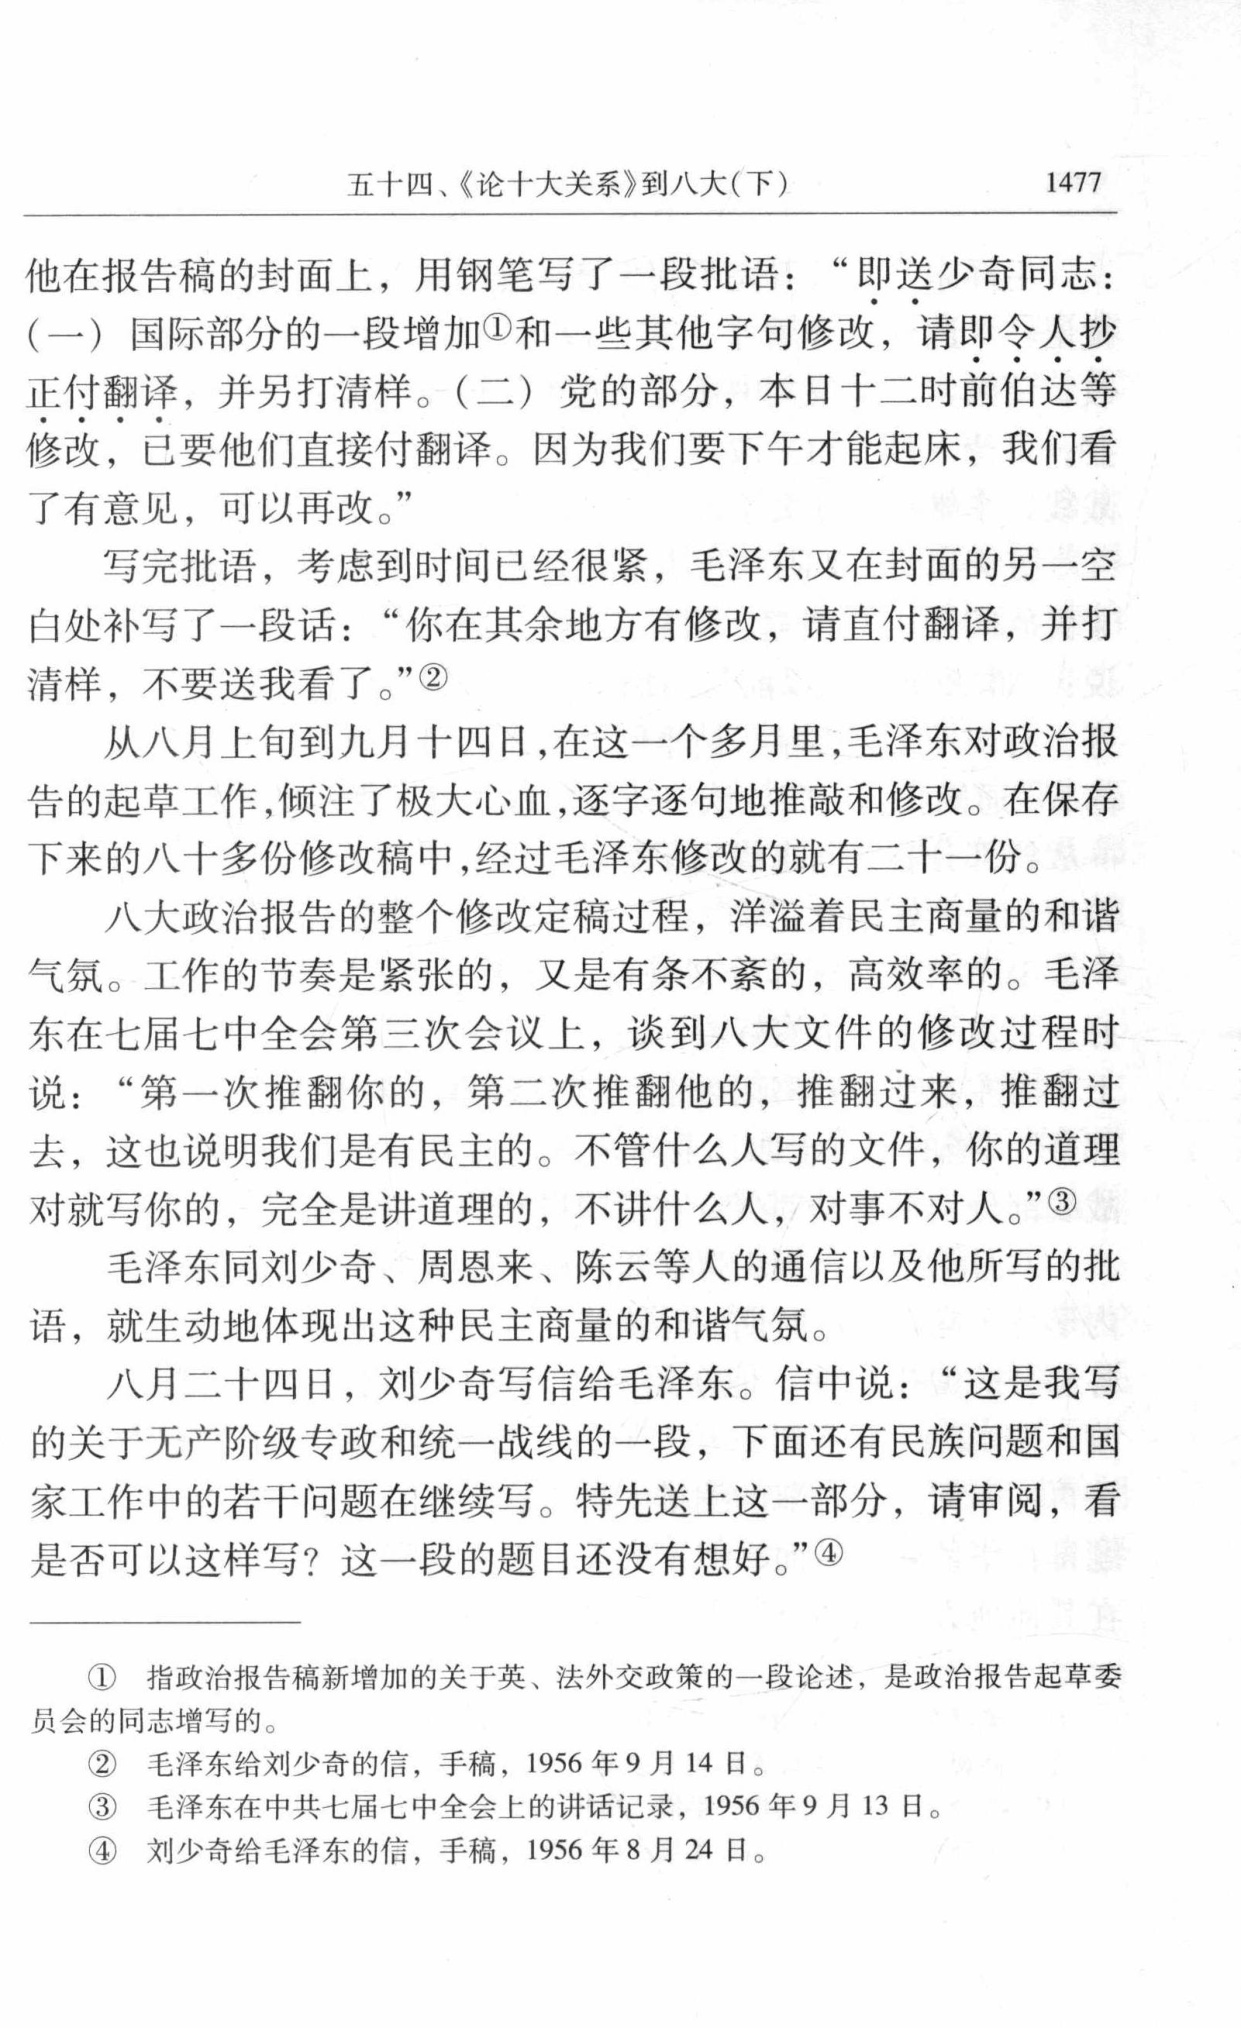 五十四、《论十大关系》到八大（下） 1477
他在报告稿的封面上，用钢笔写了一段批语：“即送少奇同志：
（一）国际部分的一段增加①和一些其他字句修改，请即令人抄
正付翻译，并另打清样。（二）党的部分，本日十二时前伯达等
修改，已要他们直接付翻译。因为我们要下午才能起床，我们看
了有意见，可以再改。”
写完批语，考虑到时间已经很紧，毛泽东又在封面的另一空
白处补写了一段话：“你在其余地方有修改，请直付翻译，并打
清样，不要送我看了。”②
从八月上旬到九月十四日，在这一个多月里，毛泽东对政治报
告的起草工作，倾注了极大心血，逐字逐句地推敲和修改。在保存
下来的八十多份修改稿中，经过毛泽东修改的就有二十一份。
八大政治报告的整个修改定稿过程，洋溢着民主商量的和谐
气氛。工作的节奏是紧张的，又是有条不紊的，高效率的。毛泽
东在七届七中全会第三次会议上，谈到八大文件的修改过程时
说：“第一次推翻你的，第二次推翻他的，推翻过来，推翻过
去，这也说明我们是有民主的。不管什么人写的文件，你的道理
对就写你的，完全是讲道理的，不讲什么人，对事不对人。”③
毛泽东同刘少奇、周恩来、陈云等人的通信以及他所写的批
语，就生动地体现出这种民主商量的和谐气氛。
八月二十四日，刘少奇写信给毛泽东。信中说：“这是我写
的关于无产阶级专政和统一战线的一段，下面还有民族问题和国
家工作中的若干问题在继续写。特先送上这一部分，请审阅，看
是否可以这样写？这一段的题目还没有想好。”④
① 指政治报告稿新增加的关于英、法外交政策的一段论述，是政治报告起草委
员会的同志增写的。
② 毛泽东给刘少奇的信，手稿，1956 年 9 月 14 日。
③ 毛泽东在中共七届七中全会上的讲话记录，1956 年 9 月 13 日。
④ 刘少奇给毛泽东的信，手稿，1956 年 8 月 24 日。